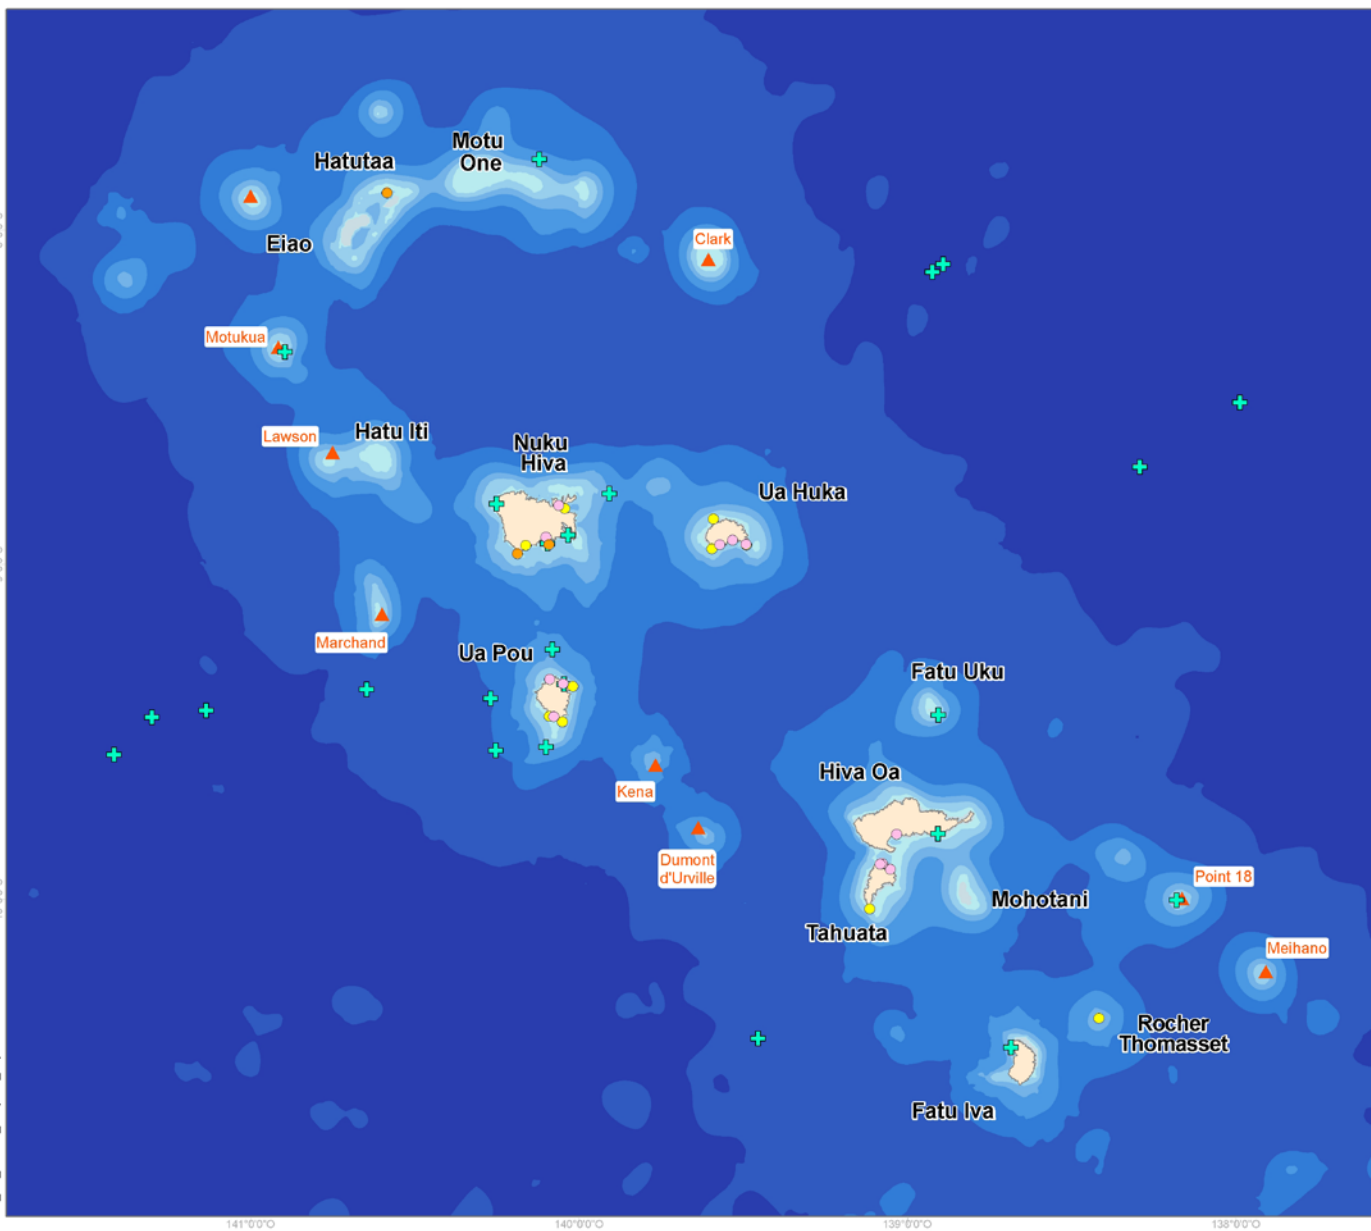 Motu
One
Hatutaa
Eiao
Clark
Motukua
Lawson
Hatu Iti
Nuku
Hiva
Ua Huka
Marchand
Ua Pou
Fatu Uku
Kena
Hiva Oa
Dumont
d'Urville
Point 18
Mohotani
Tahuata
Meihano
Rocher
Thomasset
Fatu Iva
141°0'0"O
140°0'0"O
139°0'0"O
138°0'0"O